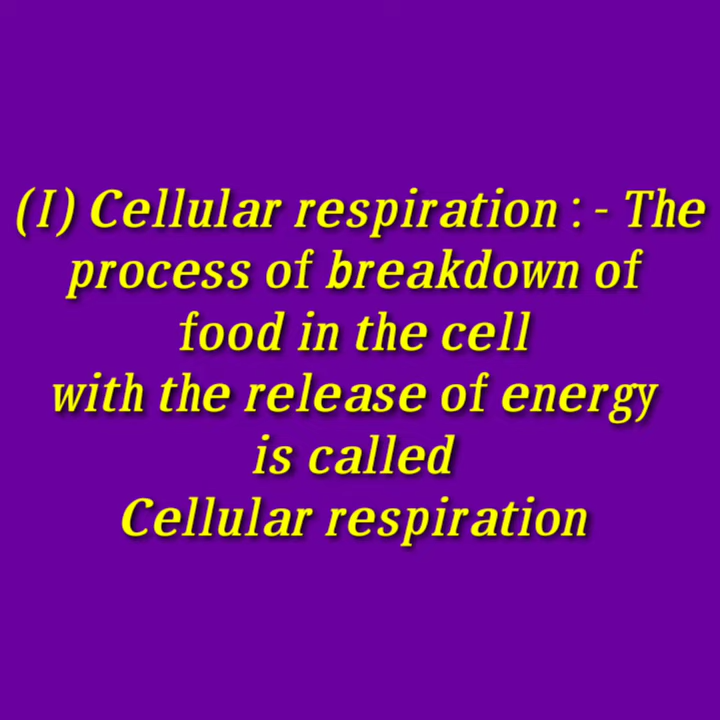 (I) Cellular respiration : - The
process of breakdown of
food in the cell
with the release of energy
is called
Cellular respiration